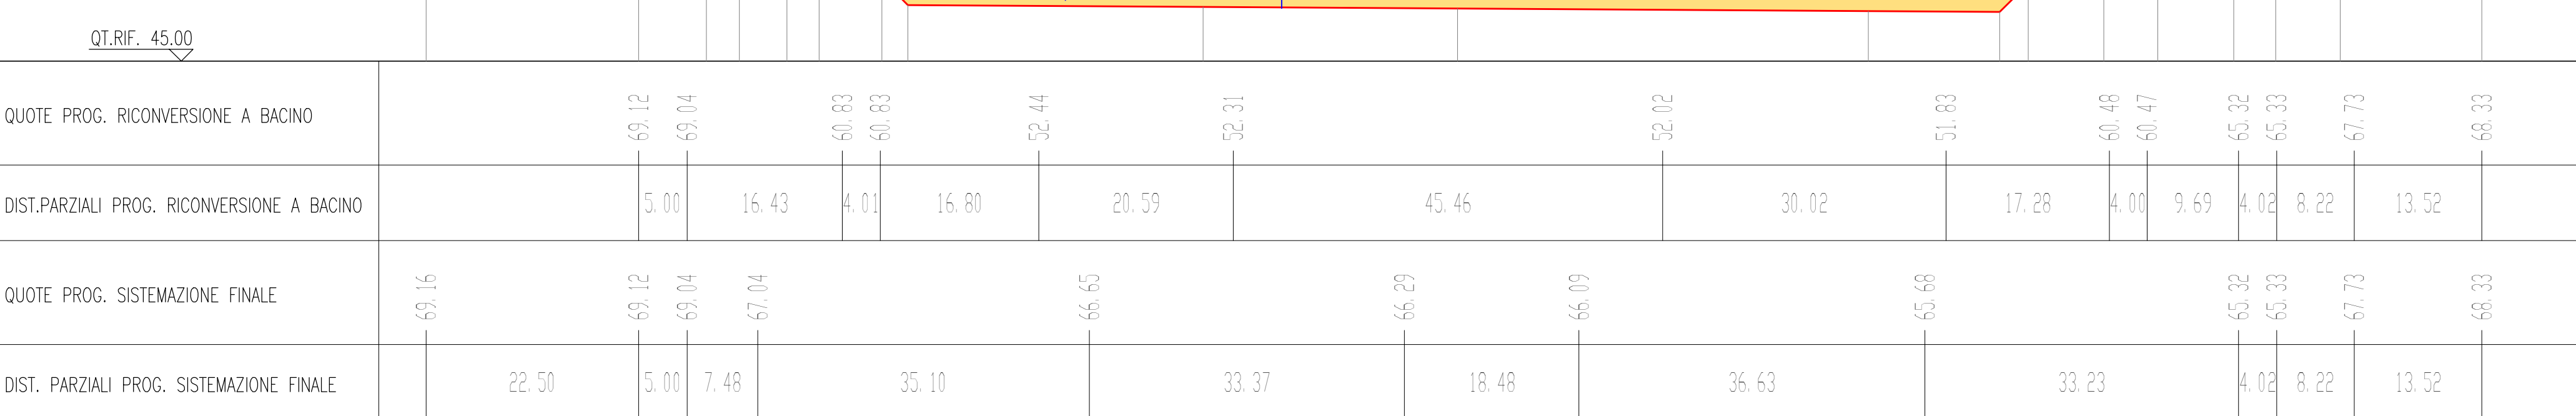 QT.RIF. 45.00
QUOTE PROG. RICONVERSIONE A BACINO 69.12 69.04 60.83 60.83 52.44 52.31 52.02 51.83 60.48 60.47 65.32 65.33 67.73 68.33
DIST.PARZIALI PROG. RICONVERSIONE A BACINO 5.00 16.43 4.01 16.80 20.59 45.46 30.02 17.28 4.00 9.69 4.02 8.22 13.52
QUOTE PROG. SISTEMAZIONE FINALE 69.16 69.12 69.04 67.04 66.65 66.29 66.09 65.68 65.32 65.33 67.73 68.33
DIST. PARZIALI PROG. SISTEMAZIONE FINALE 22.50 5.00 7.48 35.10 33.37 18.48 36.63 33.23 4.02 8.22 13.52